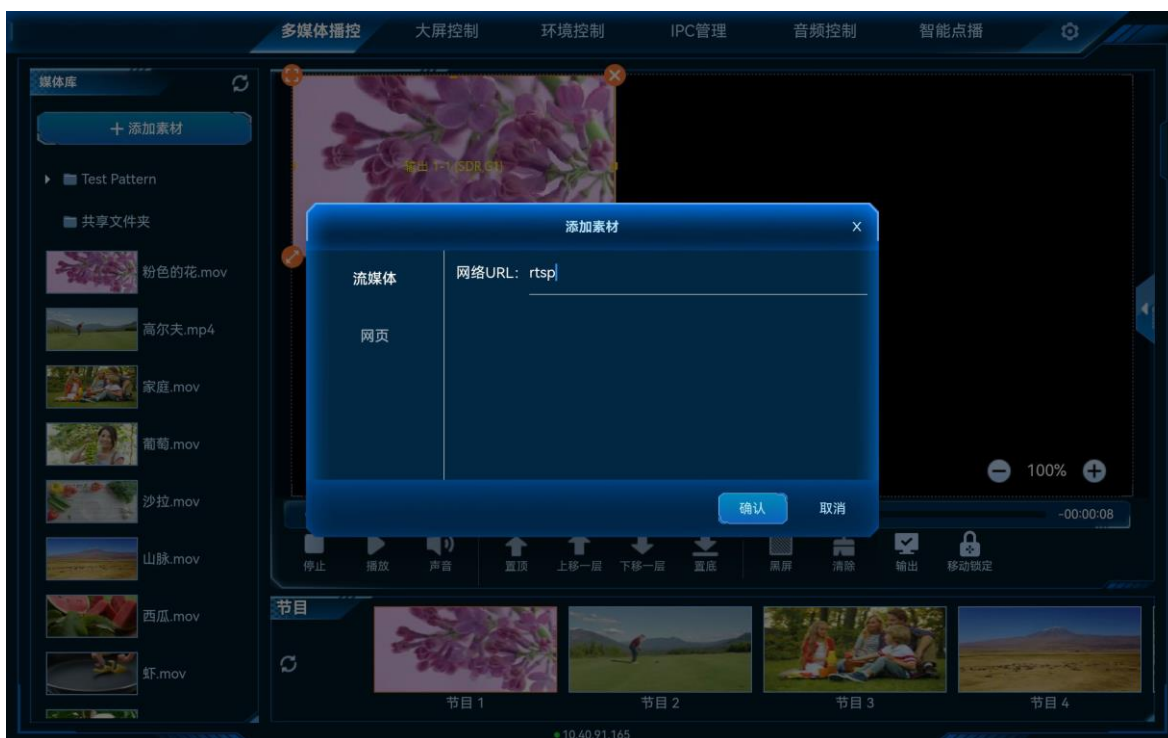 多媒体播控
大屏控制
环境控制
IPC管理
音频控制
智能点播
媒体库
+ 添加素材
Test Pattern
共享文件夹
粉色的花.mov
高尔夫.mp4
家庭.mov
葡萄.mov
沙拉.mov
山脉.mov
西瓜.mov
虾.mov
输出 1-1 (SDR G1)
添加素材
X
流媒体
网页
网络URL: rtsp
确认
取消
100%
-00:00:08
停止
播放
声音
置顶
上移一层
下移一层
置底
黑屏
清除
输出
移动锁定
节目
节目 1
节目 2
节目 3
节目 4
10.40.91.165